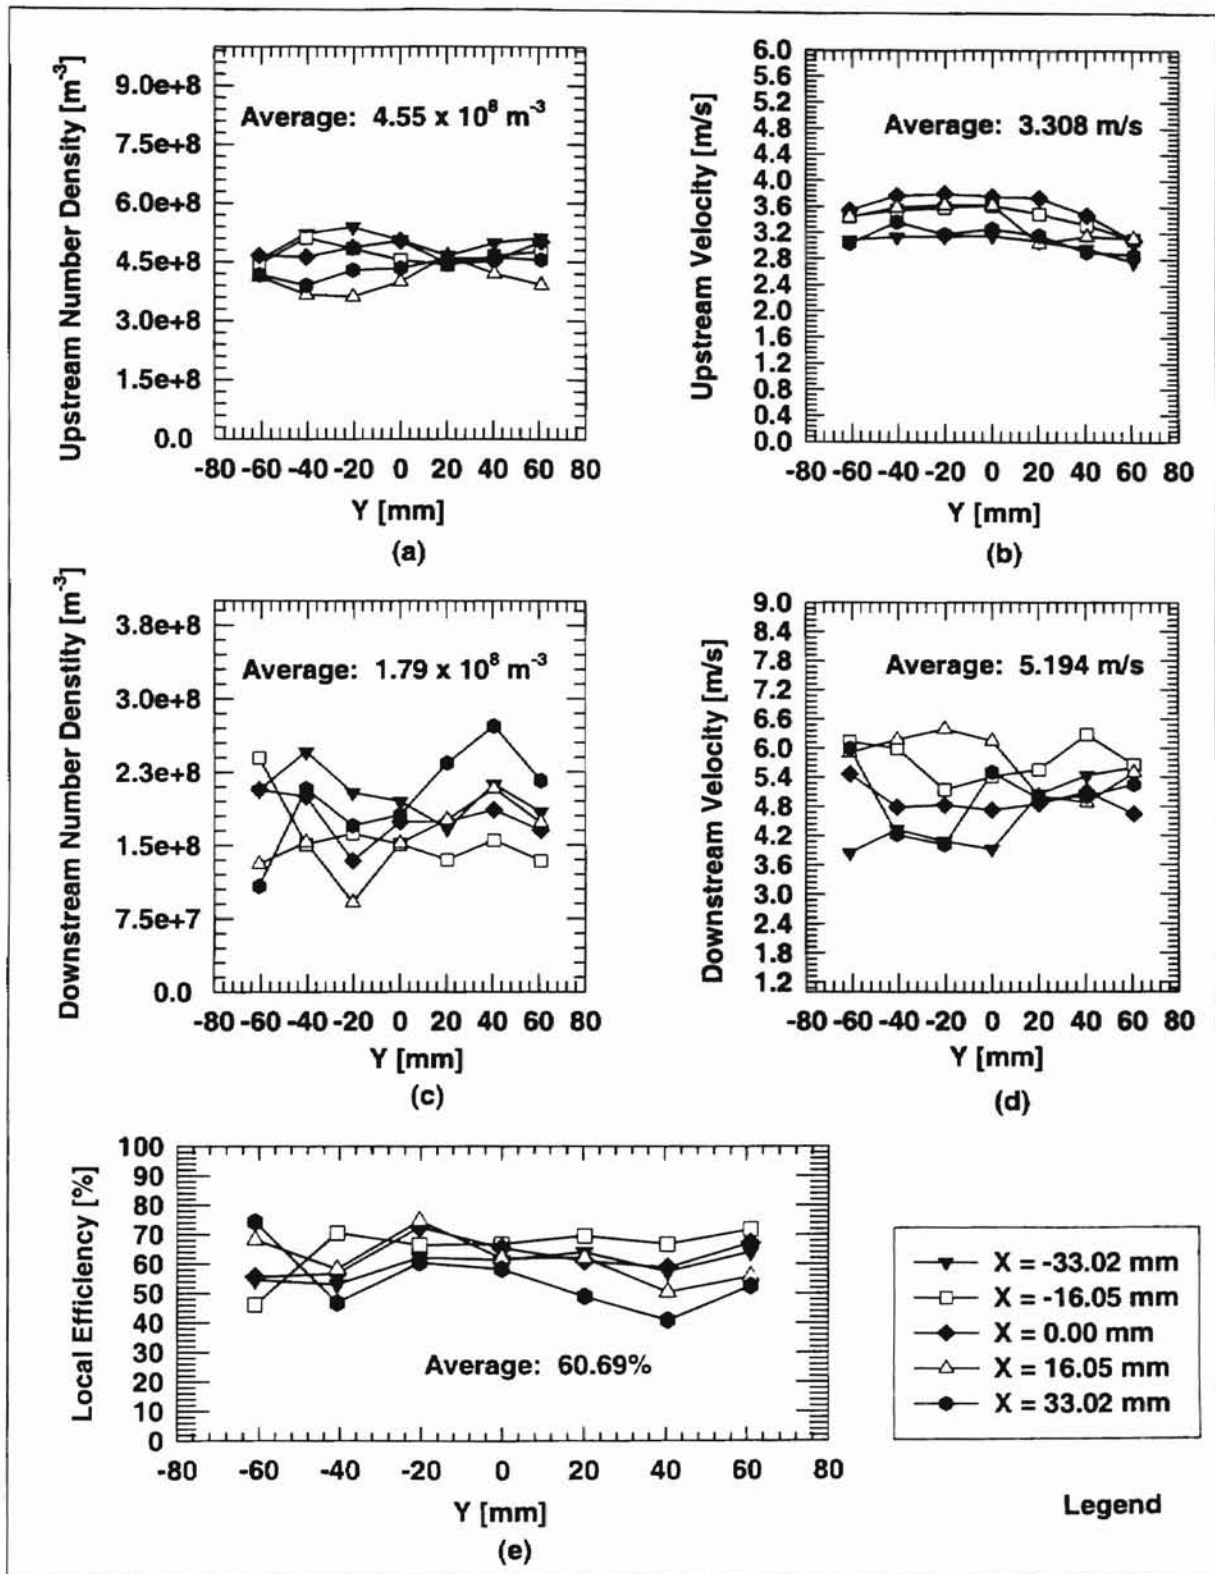 Upstream Number Density [m⁻³]
9.0e+8
7.5e+8
6.0e+8
4.5e+8
3.0e+8
1.5e+8
0.0
Average: 4.55 x 10⁸ m⁻³
-80 -60 -40 -20 0 20 40 60 80
Y [mm]
(a)
Upstream Velocity [m/s]
6.0
5.6
5.2
4.8
4.4
4.0
3.6
3.2
2.8
2.4
2.0
1.6
1.2
0.8
0.4
0.0
Average: 3.308 m/s
-80 -60 -40 -20 0 20 40 60 80
Y [mm]
(b)
Downstream Number Denstity [m⁻³]
3.8e+8
3.0e+8
2.3e+8
1.5e+8
7.5e+7
0.0
Average: 1.79 x 10⁸ m⁻³
-80 -60 -40 -20 0 20 40 60 80
Y [mm]
(c)
Downstream Velocity [m/s]
9.0
8.4
7.8
7.2
6.6
6.0
5.4
4.8
4.2
3.6
3.0
2.4
1.8
1.2
Average: 5.194 m/s
-80 -60 -40 -20 0 20 40 60 80
Y [mm]
(d)
Local Efficiency [%]
100
90
80
70
60
50
40
30
20
10
0
Average: 60.69%
-80 -60 -40 -20 0 20 40 60 80
Y [mm]
(e)
X = -33.02 mm
X = -16.05 mm
X = 0.00 mm
X = 16.05 mm
X = 33.02 mm
Legend